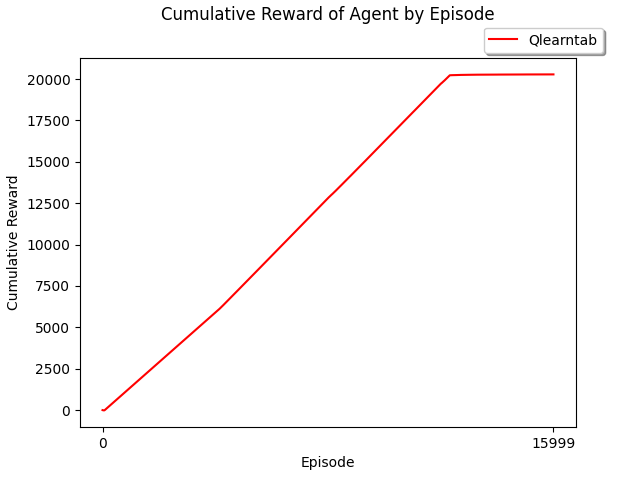 Cumulative Reward of Agent by Episode
Qlearntab
20000
17500
15000
12500
10000
7500
5000
2500
0
Cumulative Reward
0 15999
Episode